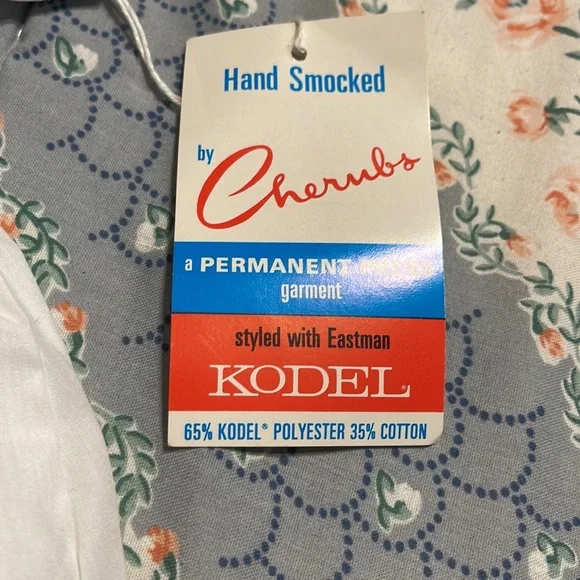 Hand Smocked
by Cherubs
a PERMANENT
garment
styled with Eastman
KODEL®
65% KODEL® POLYESTER 35% COTTON